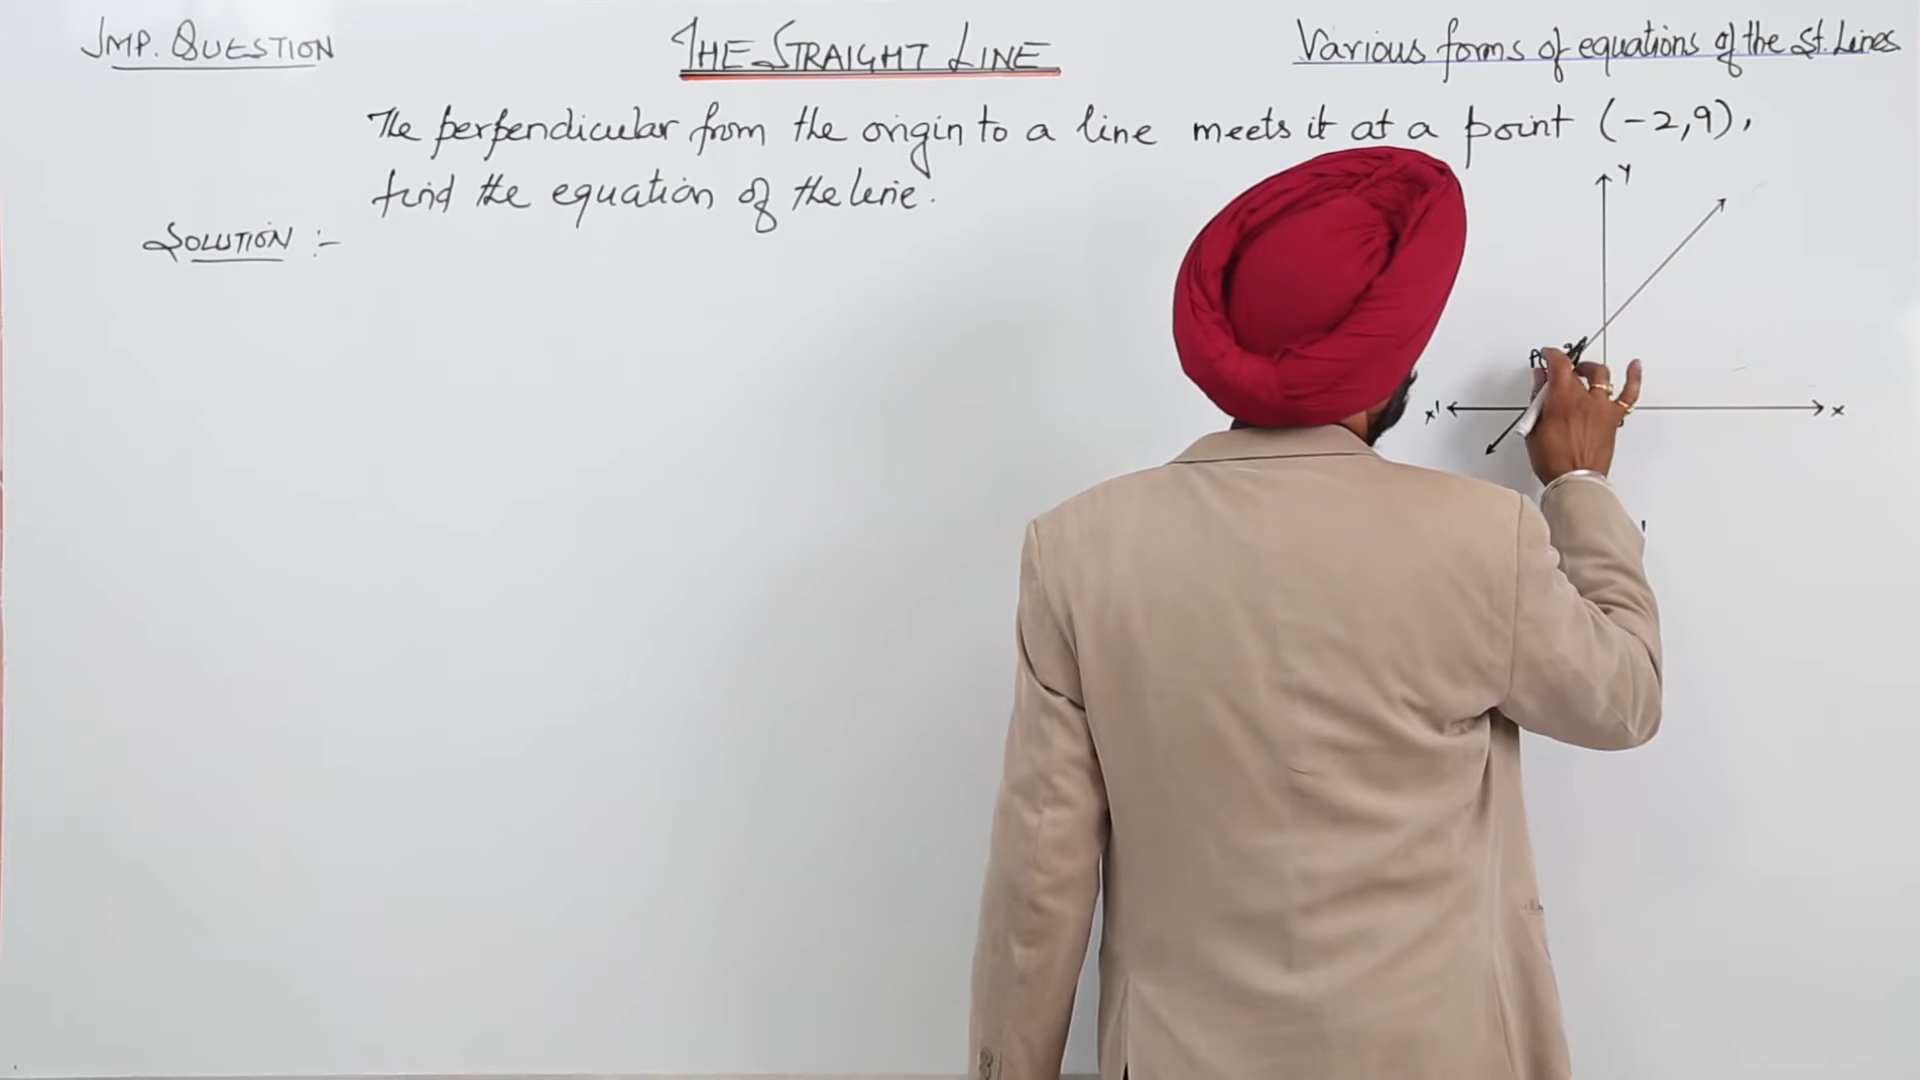 IMP. QUESTION
THE STRAIGHT LINE
Various forms of equations of the St. Lines
The perpendicular from the origin to a line meets it at a point (-2,9),
find the equation of the line.
SOLUTION :-
Y
X'
X